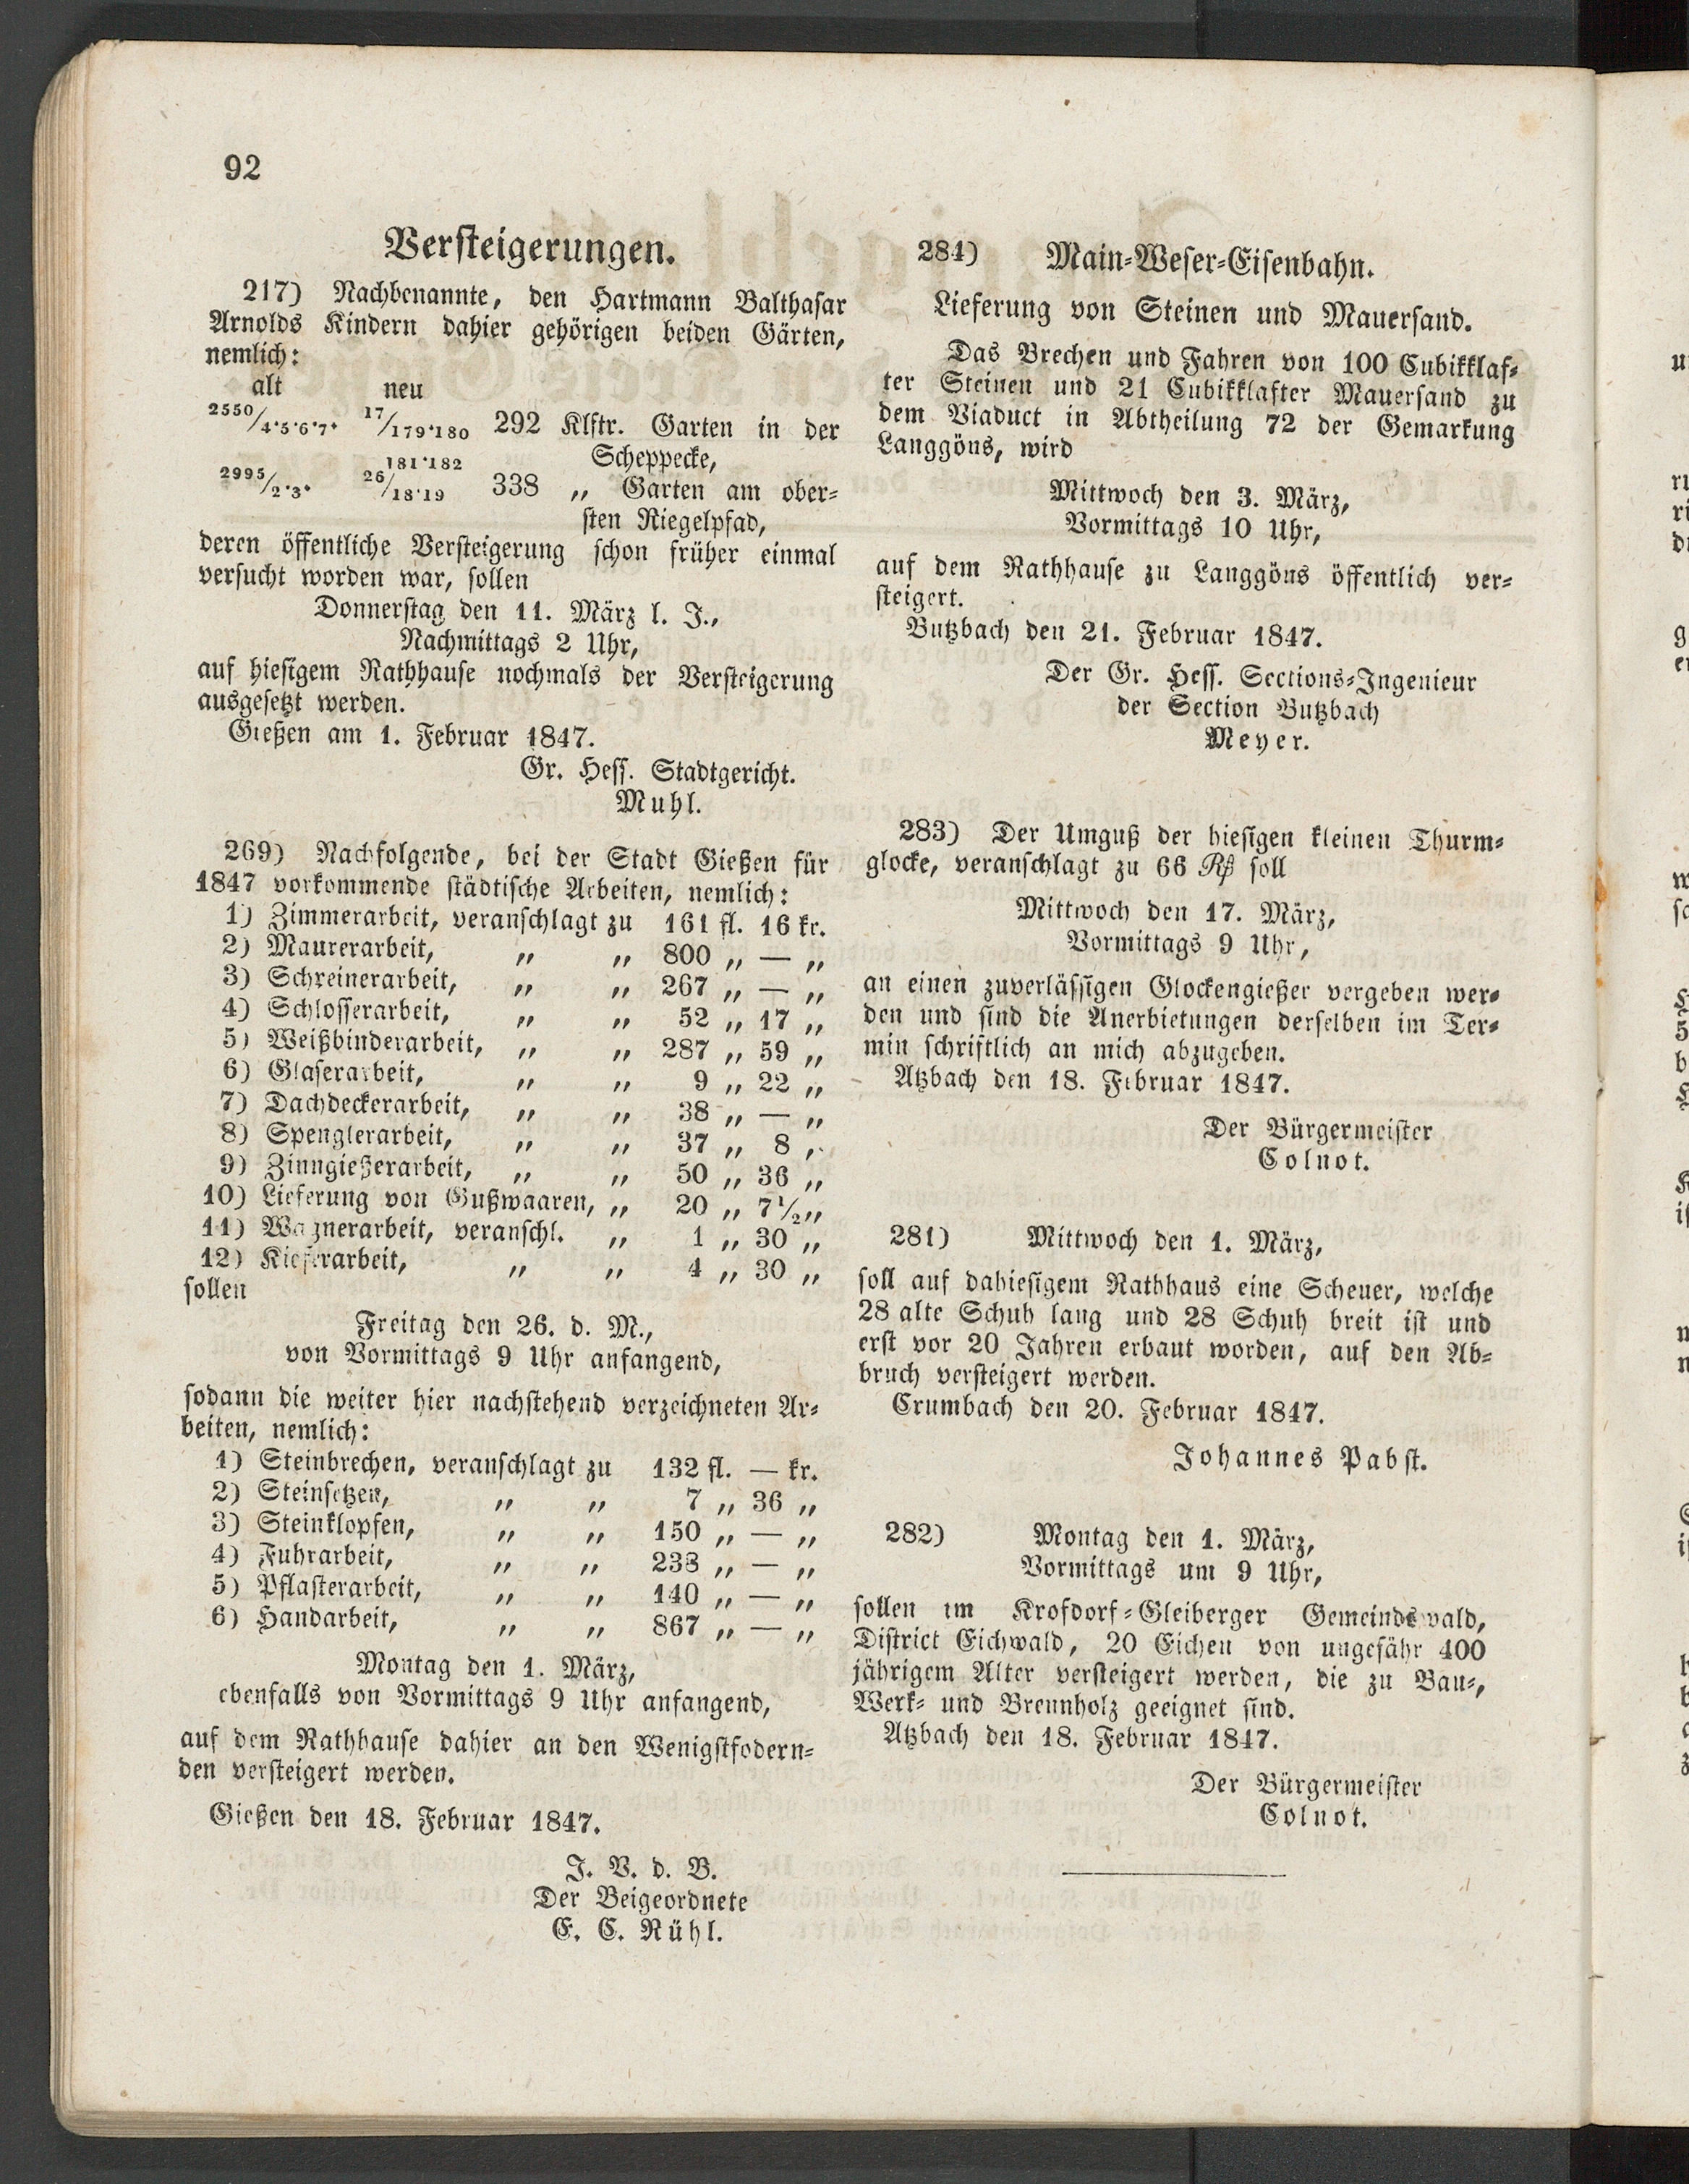 92
Versteigerungen.
217) Nachbenannte, den Hartmann Balthasar
Arnolds Kindern dahier gehörigen beiden Gärten,
nemlich:
alt neu
2550/4·5·6·7· 17/179·180 292 Klftr. Garten in der
181·182 Scheppecke,
2995/2·3· 26/18·19 338 „ Garten am ober-
sten Riegelpfad,
deren öffentliche Versteigerung schon früher einmal
versucht worden war, sollen
Donnerstag den 11. März l. J.,
Nachmittags 2 Uhr,
auf hiesigem Rathhause nochmals der Versteigerung
ausgesetzt werden.
Gießen am 1. Februar 1847.
Gr. Hess. Stadtgericht.
Muhl.
269) Nachfolgende, bei der Stadt Gießen für
1847 vorkommende städtische Arbeiten, nemlich:
1) Zimmerarbeit, veranschlagt zu 161 fl. 16 kr.
2) Maurerarbeit, „ „ 800 „ — „
3) Schreinerarbeit, „ „ 267 „ — „
4) Schlosserarbeit, „ „ 52 „ 17 „
5) Weißbinderarbeit, „ „ 287 „ 59 „
6) Glaserarbeit, „ „ 9 „ 22 „
7) Dachdeckerarbeit, „ „ 38 „ — „
8) Spenglerarbeit, „ „ 37 „ 8 „
9) Zinngießerarbeit, „ „ 50 „ 36 „
10) Lieferung von Gußwaaren, „ 20 „ 7½„
11) Wagnerarbeit, veranschl. „ 1 „ 30 „
12) Kieferarbeit, „ „ 4 „ 30 „
sollen
Freitag den 26. d. M.,
von Vormittags 9 Uhr anfangend,
sodann die weiter hier nachstehend verzeichneten Ar-
beiten, nemlich:
1) Steinbrechen, veranschlagt zu 132 fl. — kr.
2) Steinsetzen, „ „ 7 „ 36 „
3) Steinklopfen, „ „ 150 „ — „
4) Fuhrarbeit, „ „ 238 „ — „
5) Pflasterarbeit, „ „ 140 „ — „
6) Handarbeit, „ „ 867 „ — „
Montag den 1. März,
ebenfalls von Vormittags 9 Uhr anfangend,
auf dem Rathhause dahier an den Wenigstfodern-
den versteigert werden.
Gießen den 18. Februar 1847.
J. V. d. B.
Der Beigeordnete
E. C. Rühl.
284) Main-Weser-Eisenbahn.
Lieferung von Steinen und Mauersand.
Das Brechen und Fahren von 100 Cubikklaf-
ter Steinen und 21 Cubikklafter Mauersand zu
dem Viaduct in Abtheilung 72 der Gemarkung
Langgöns, wird
Mittwoch den 3. März,
Vormittags 10 Uhr,
auf dem Rathhause zu Langgöns öffentlich ver-
steigert.
Butzbach den 21. Februar 1847.
Der Gr. Hess. Sections-Ingenieur
der Section Butzbach
Meyer.
283) Der Umguß der hiesigen kleinen Thurm-
glocke, veranschlagt zu 66 Rß soll
Mittwoch den 17. März,
Vormittags 9 Uhr,
an einen zuverlässigen Glockengießer vergeben wer-
den und sind die Anerbietungen derselben im Ter-
min schriftlich an mich abzugeben.
Atzbach den 18. Februar 1847.
Der Bürgermeister
Colnot.
281) Mittwoch den 1. März,
soll auf dahiesigem Rathhaus eine Scheuer, welche
28 alte Schuh lang und 28 Schuh breit ist und
erst vor 20 Jahren erbaut worden, auf den Ab-
bruch versteigert werden.
Crumbach den 20. Februar 1847.
Johannes Pabst.
282) Montag den 1. März,
Vormittags um 9 Uhr,
sollen im Krofdorf-Gleiberger Gemeindewald,
District Eichwald, 20 Eichen von ungefähr 400
jährigem Alter versteigert werden, die zu Bau-,
Werk- und Brennholz geeignet sind.
Atzbach den 18. Februar 1847.
Der Bürgermeister
Colnot.